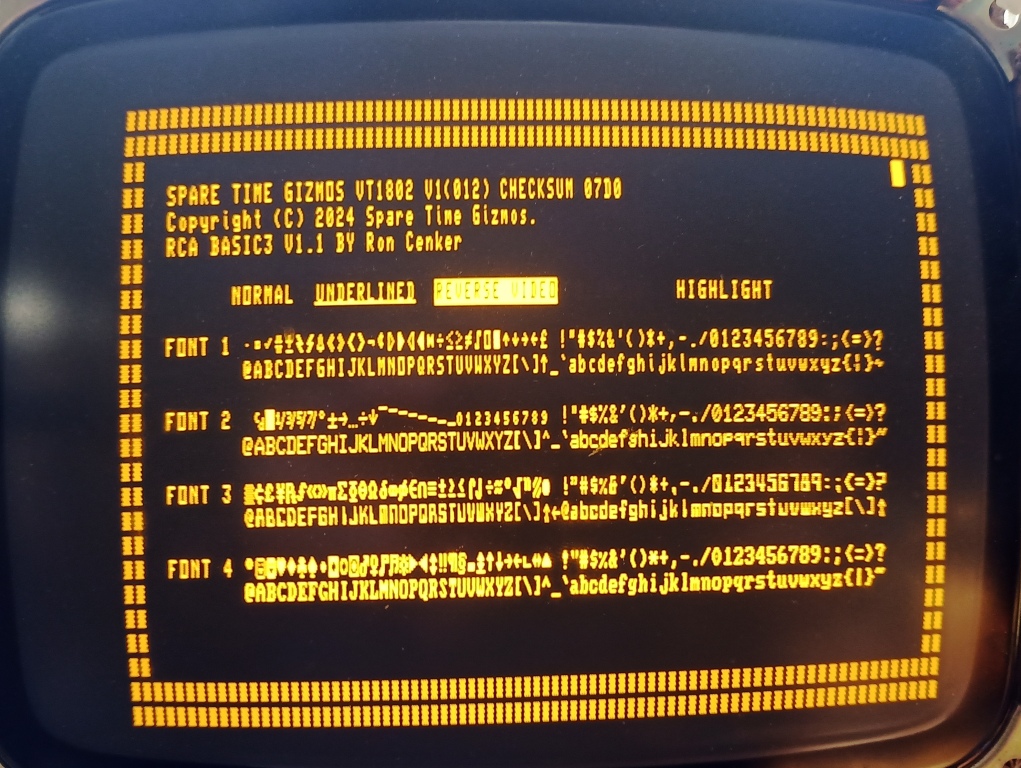 SPARE TIME GIZMOS VT1802 V1(012) CHECKSUM 07D0
Copyright (C) 2024 Spare Time Gizmos.
RCA BASIC3 V1.1 BY Ron Cenker
NORMAL UNDERLINED REVERSE VIDEO HIGHLIGHT
FONT 1 !"#$%&'()*+,-./0123456789:;<=>?
@ABCDEFGHIJKLMNOPQRSTUVWXYZ[\]↑_`abcdefghijklmnopqrstuvwxyz{|}~
FONT 2 0123456789 !"#$%&'()*+,-./0123456789:;<=>?
@ABCDEFGHIJKLMNOPQRSTUVWXYZ[\]^_`abcdefghijklmnopqrstuvwxyz{|}~
FONT 3 !"#$%&'()*+,-./0123456789:;<=>?
@ABCDEFGHIJKLMNOPQRSTUVWXYZ[\]↑←@abcdefghijklmnopqrstuvwxyz[\]↑
FONT 4 !"#$%&'()*+,-./0123456789:;<=>?
@ABCDEFGHIJKLMNOPQRSTUVWXYZ[\]^_`abcdefghijklmnopqrstuvwxyz{|}~